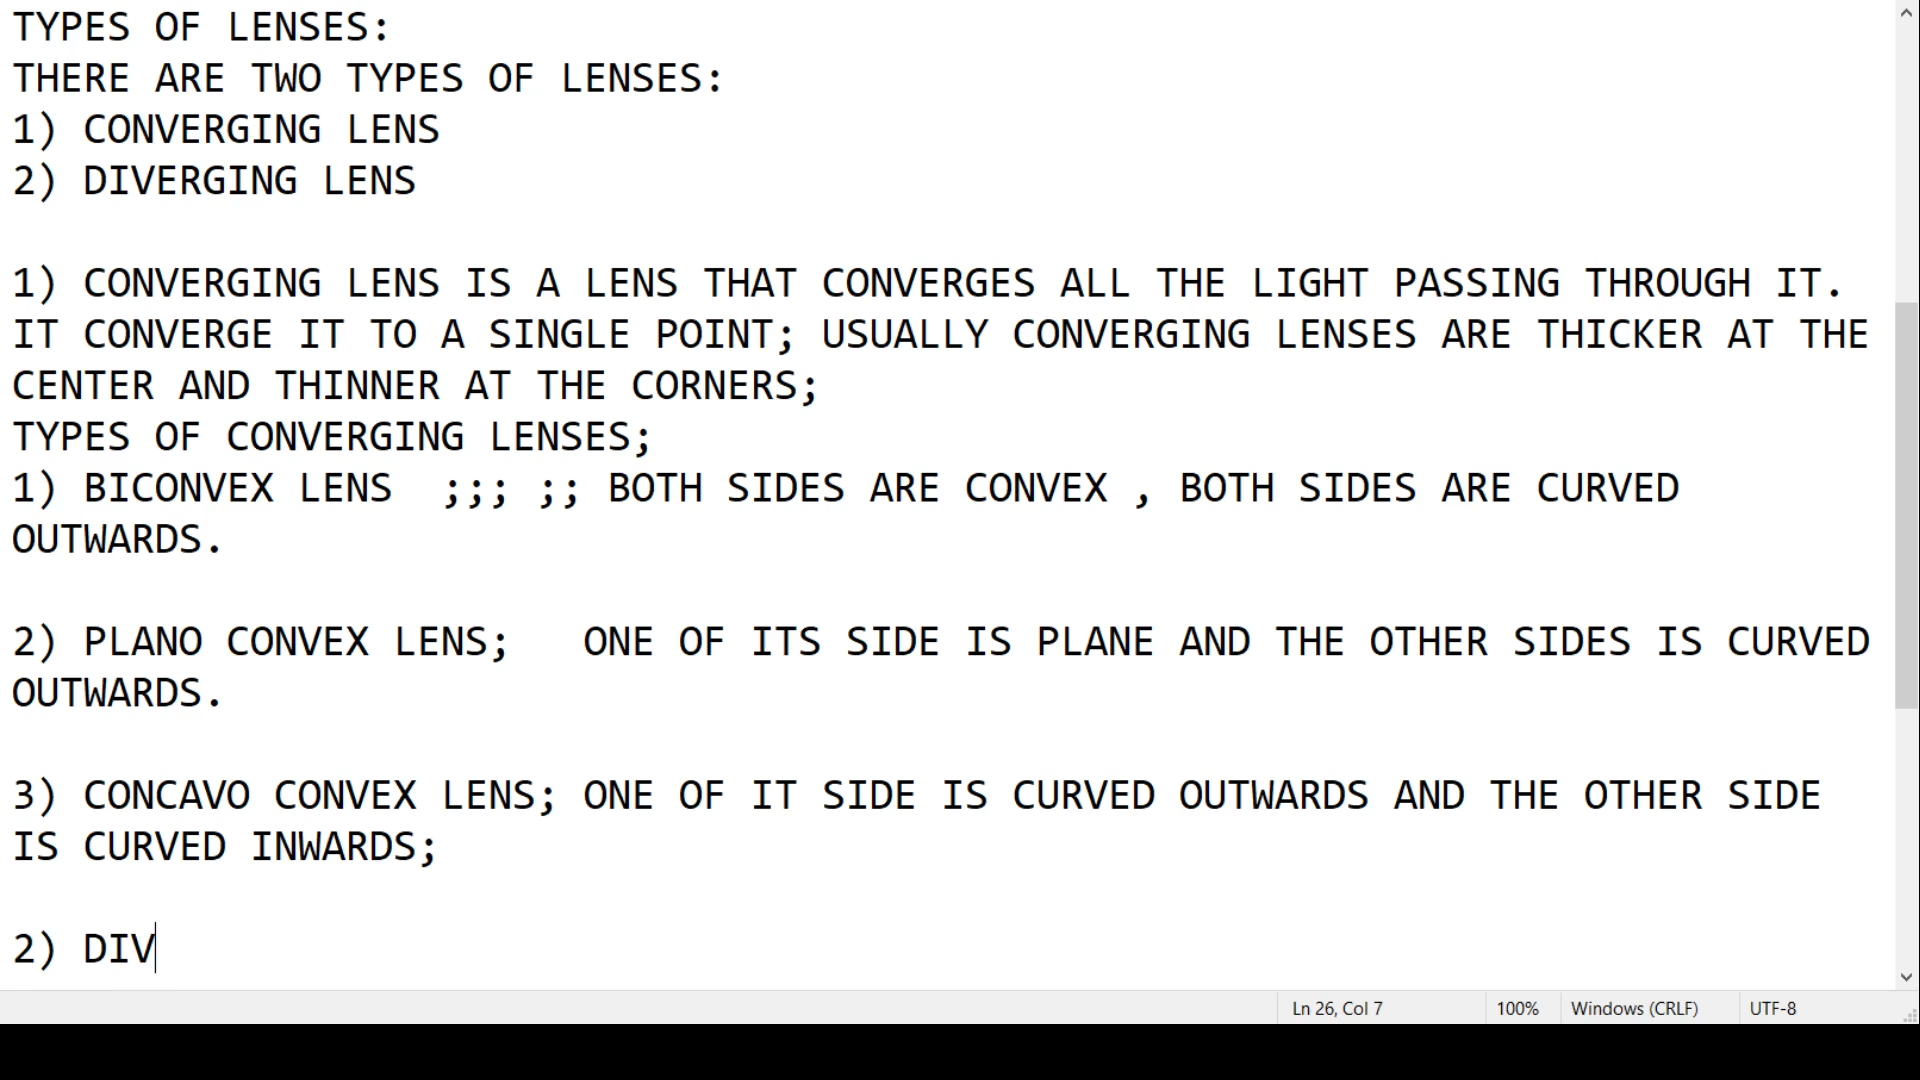 TYPES OF LENSES:
THERE ARE TWO TYPES OF LENSES:
1) CONVERGING LENS
2) DIVERGING LENS
1) CONVERGING LENS IS A LENS THAT CONVERGES ALL THE LIGHT PASSING THROUGH IT.
IT CONVERGE IT TO A SINGLE POINT; USUALLY CONVERGING LENSES ARE THICKER AT THE
CENTER AND THINNER AT THE CORNERS;
TYPES OF CONVERGING LENSES;
1) BICONVEX LENS  ;;; ;; BOTH SIDES ARE CONVEX , BOTH SIDES ARE CURVED
OUTWARDS.
2) PLANO CONVEX LENS;   ONE OF ITS SIDE IS PLANE AND THE OTHER SIDES IS CURVED
OUTWARDS.
3) CONCAVO CONVEX LENS; ONE OF IT SIDE IS CURVED OUTWARDS AND THE OTHER SIDE
IS CURVED INWARDS;
2) DIV
Ln 26, Col 7 100% Windows (CRLF) UTF-8